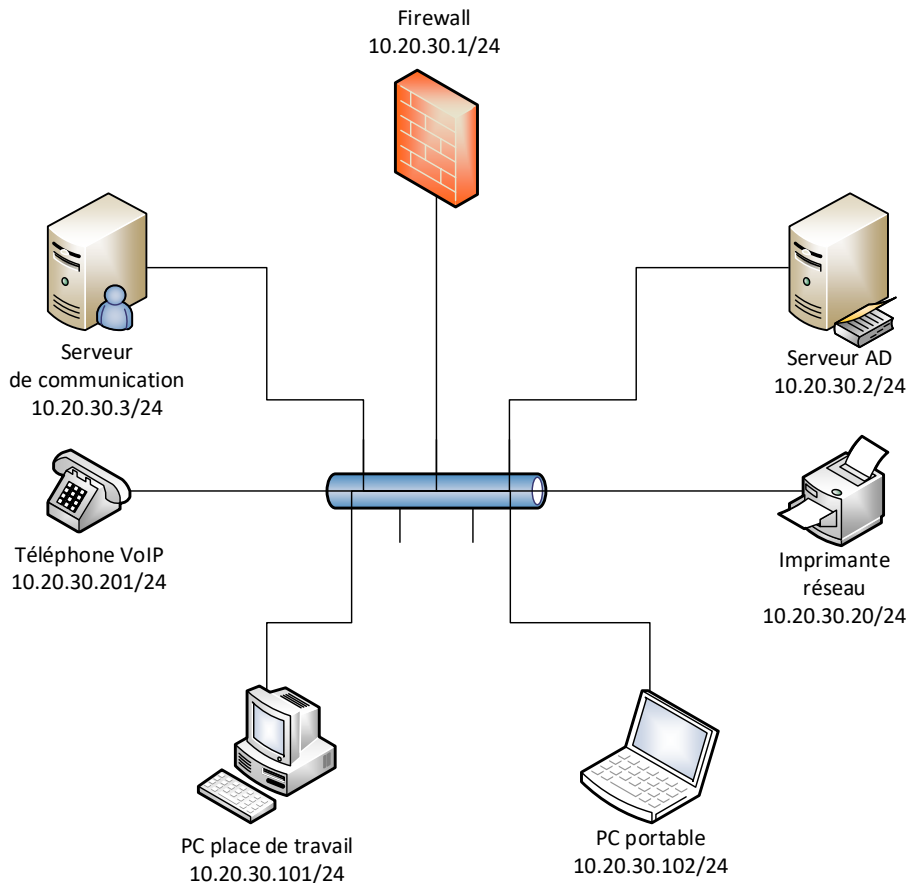 Firewall
10.20.30.1/24
Serveur
de communication
10.20.30.3/24
Serveur AD
10.20.30.2/24
Téléphone VoIP
10.20.30.201/24
Imprimante
réseau
10.20.30.20/24
PC place de travail
10.20.30.101/24
PC portable
10.20.30.102/24